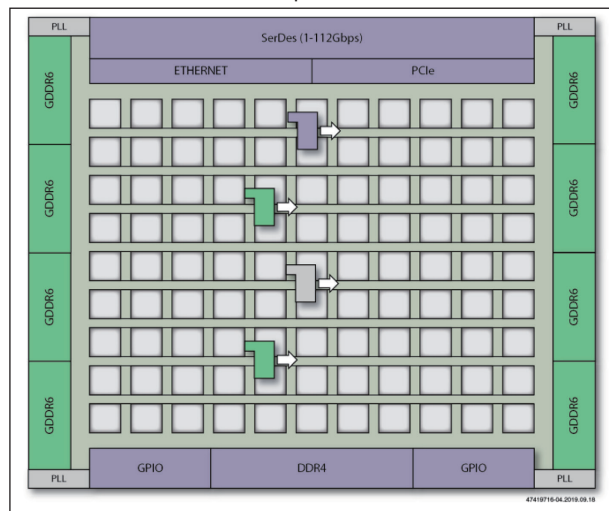 PLL
SerDes (1-112Gbps)
PLL
ETHERNET
PCIe
GDDR6
GDDR6
GDDR6
GDDR6
GDDR6
GDDR6
GDDR6
GDDR6
PLL
GPIO
DDR4
GPIO
PLL
47419716-04.2019.09.18